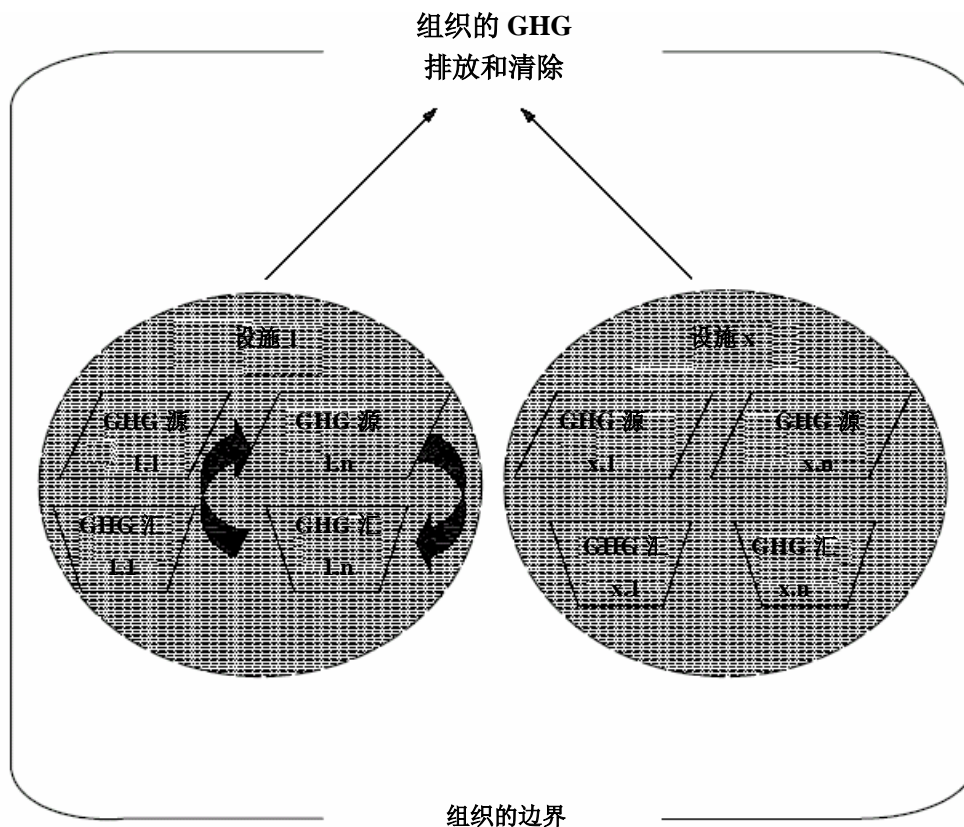 组织的 GHG
排放和清除
设施 1
设施 x
GHG 源
1.1
GHG 源
1.n
GHG 源
x.1
GHG 源
x.n
GHG 汇
1.1
GHG 汇
1.n
GHG 汇
x.1
GHG 汇
x.n
组织的边界